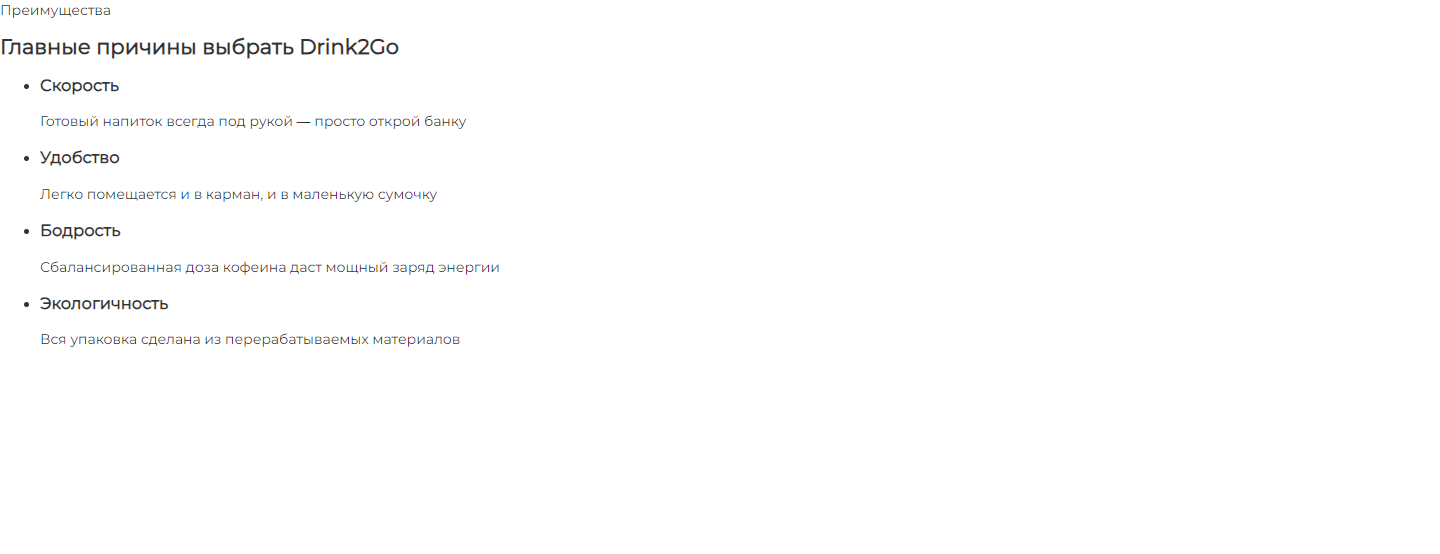 Преимущества
Главные причины выбрать Drink2Go
• Скорость
Готовый напиток всегда под рукой — просто открой банку
• Удобство
Легко помещается и в карман, и в маленькую сумочку
• Бодрость
Сбалансированная доза кофеина даст мощный заряд энергии
• Экологичность
Вся упаковка сделана из перерабатываемых материалов